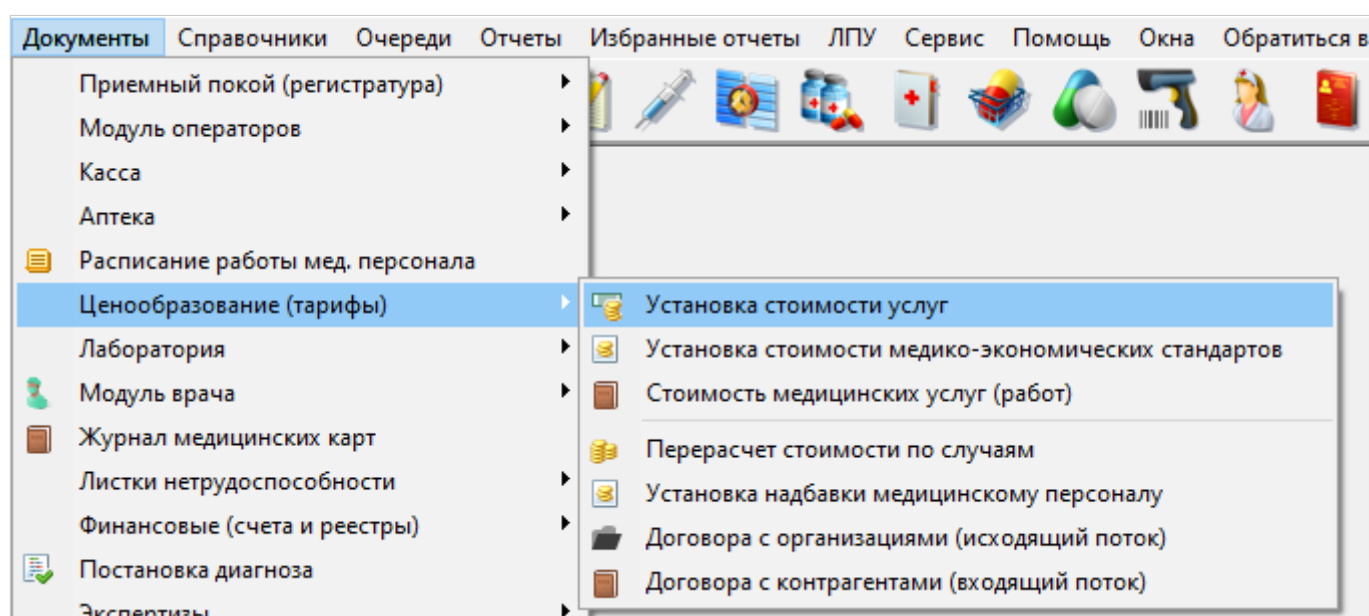 Документы Справочники Очереди Отчеты Избранные отчеты ЛПУ Сервис Помощь Окна Обратиться в
Приемный покой (регистратура)
Модуль операторов
Касса
Аптека
Расписание работы мед. персонала
Ценообразование (тарифы)
Лаборатория
Модуль врача
Журнал медицинских карт
Листки нетрудоспособности
Финансовые (счета и реестры)
Постановка диагноза
Экспертизы
Установка стоимости услуг
Установка стоимости медико-экономических стандартов
Стоимость медицинских услуг (работ)
Перерасчет стоимости по случаям
Установка надбавки медицинскому персоналу
Договора с организациями (исходящий поток)
Договора с контрагентами (входящий поток)